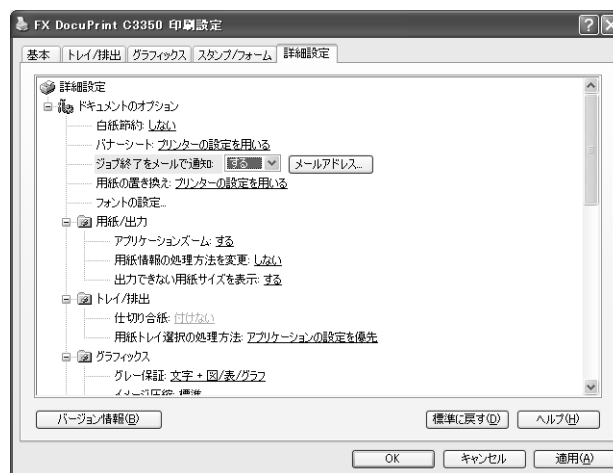 FX DocuPrint C3350 印刷設定
基本 トレイ/排出 グラフィックス スタンプ/フォーム 詳細設定
詳細設定
ドキュメントのオプション
白紙節約: しない
バナーシート: プリンターの設定を用いる
ジョブ終了をメールで通知: する メールアドレス...
用紙の置き換え: プリンターの設定を用いる
フォントの設定...
用紙/出力
アプリケーションズーム: する
用紙情報の処理方法を変更: しない
出力できない用紙サイズを表示: する
トレイ/排出
仕切り合紙: 付けない
用紙トレイ選択の処理方法: アプリケーションの設定を優先
グラフィックス
グレー保証: 文字 + 図/表/グラフ
イメージ圧縮: 標準
バージョン情報(B) 標準に戻す(D) ヘルプ(H)
OK キャンセル 適用(A)